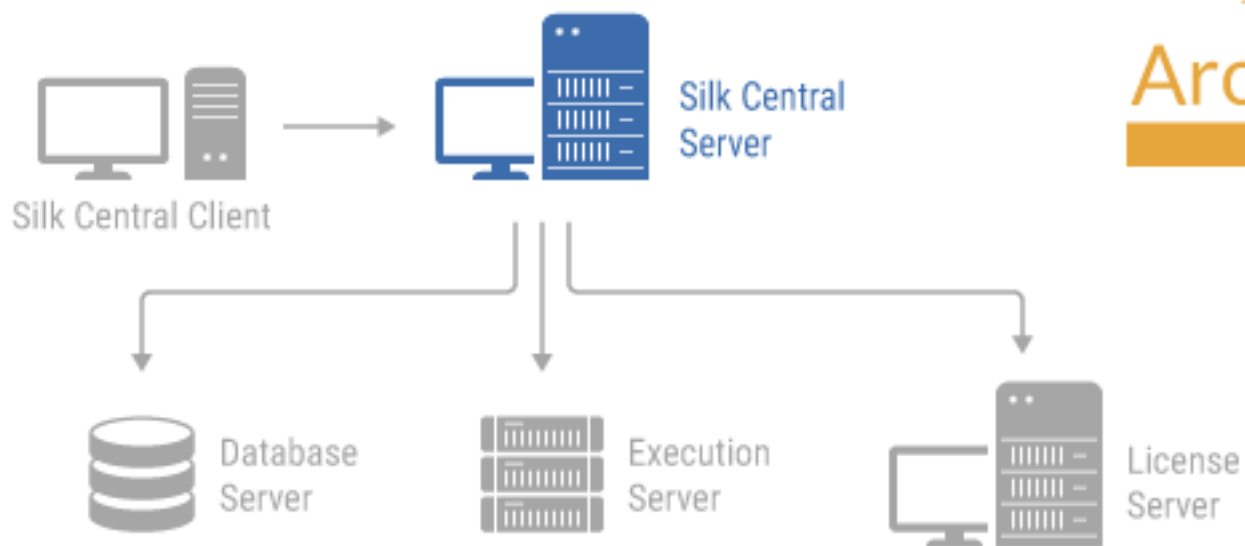 Silk Central
Server
Silk Central Client
Database
Server
Execution
Server
License
Server